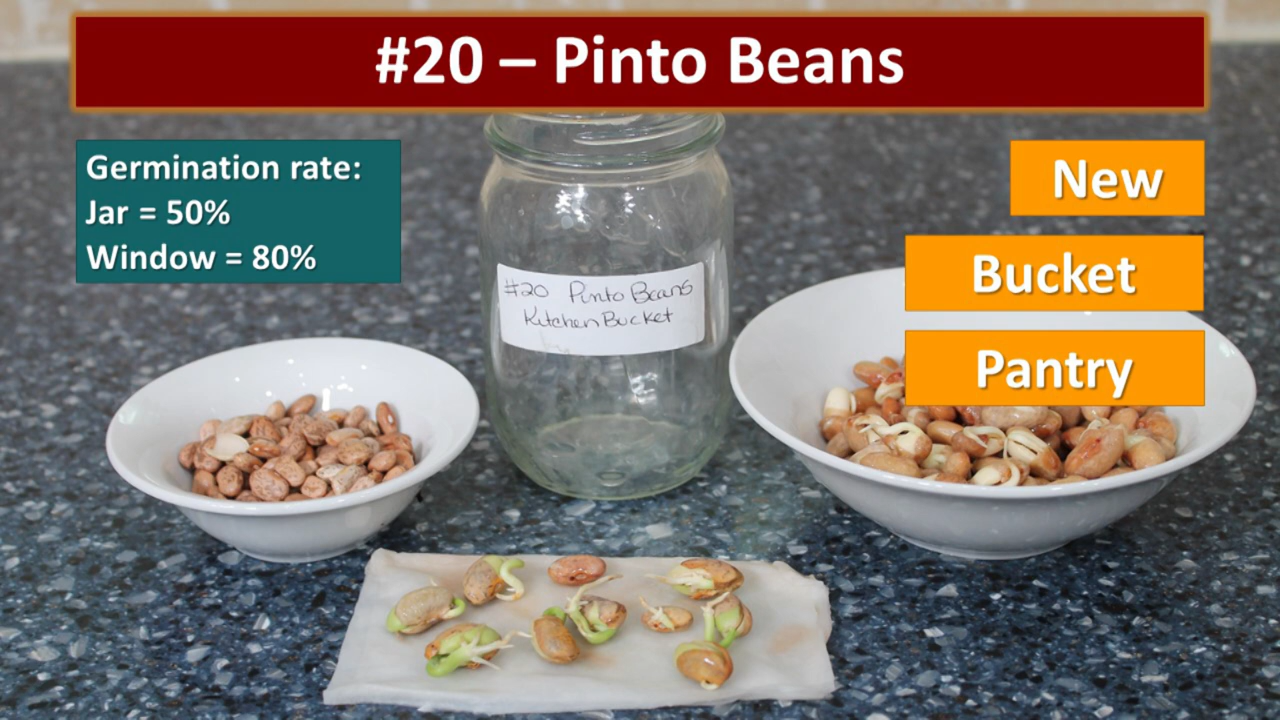 #20 – Pinto Beans
Germination rate:
Jar = 50%
Window = 80%
New
Bucket
Pantry
#20 Pinto Beans
Kitchen Bucket